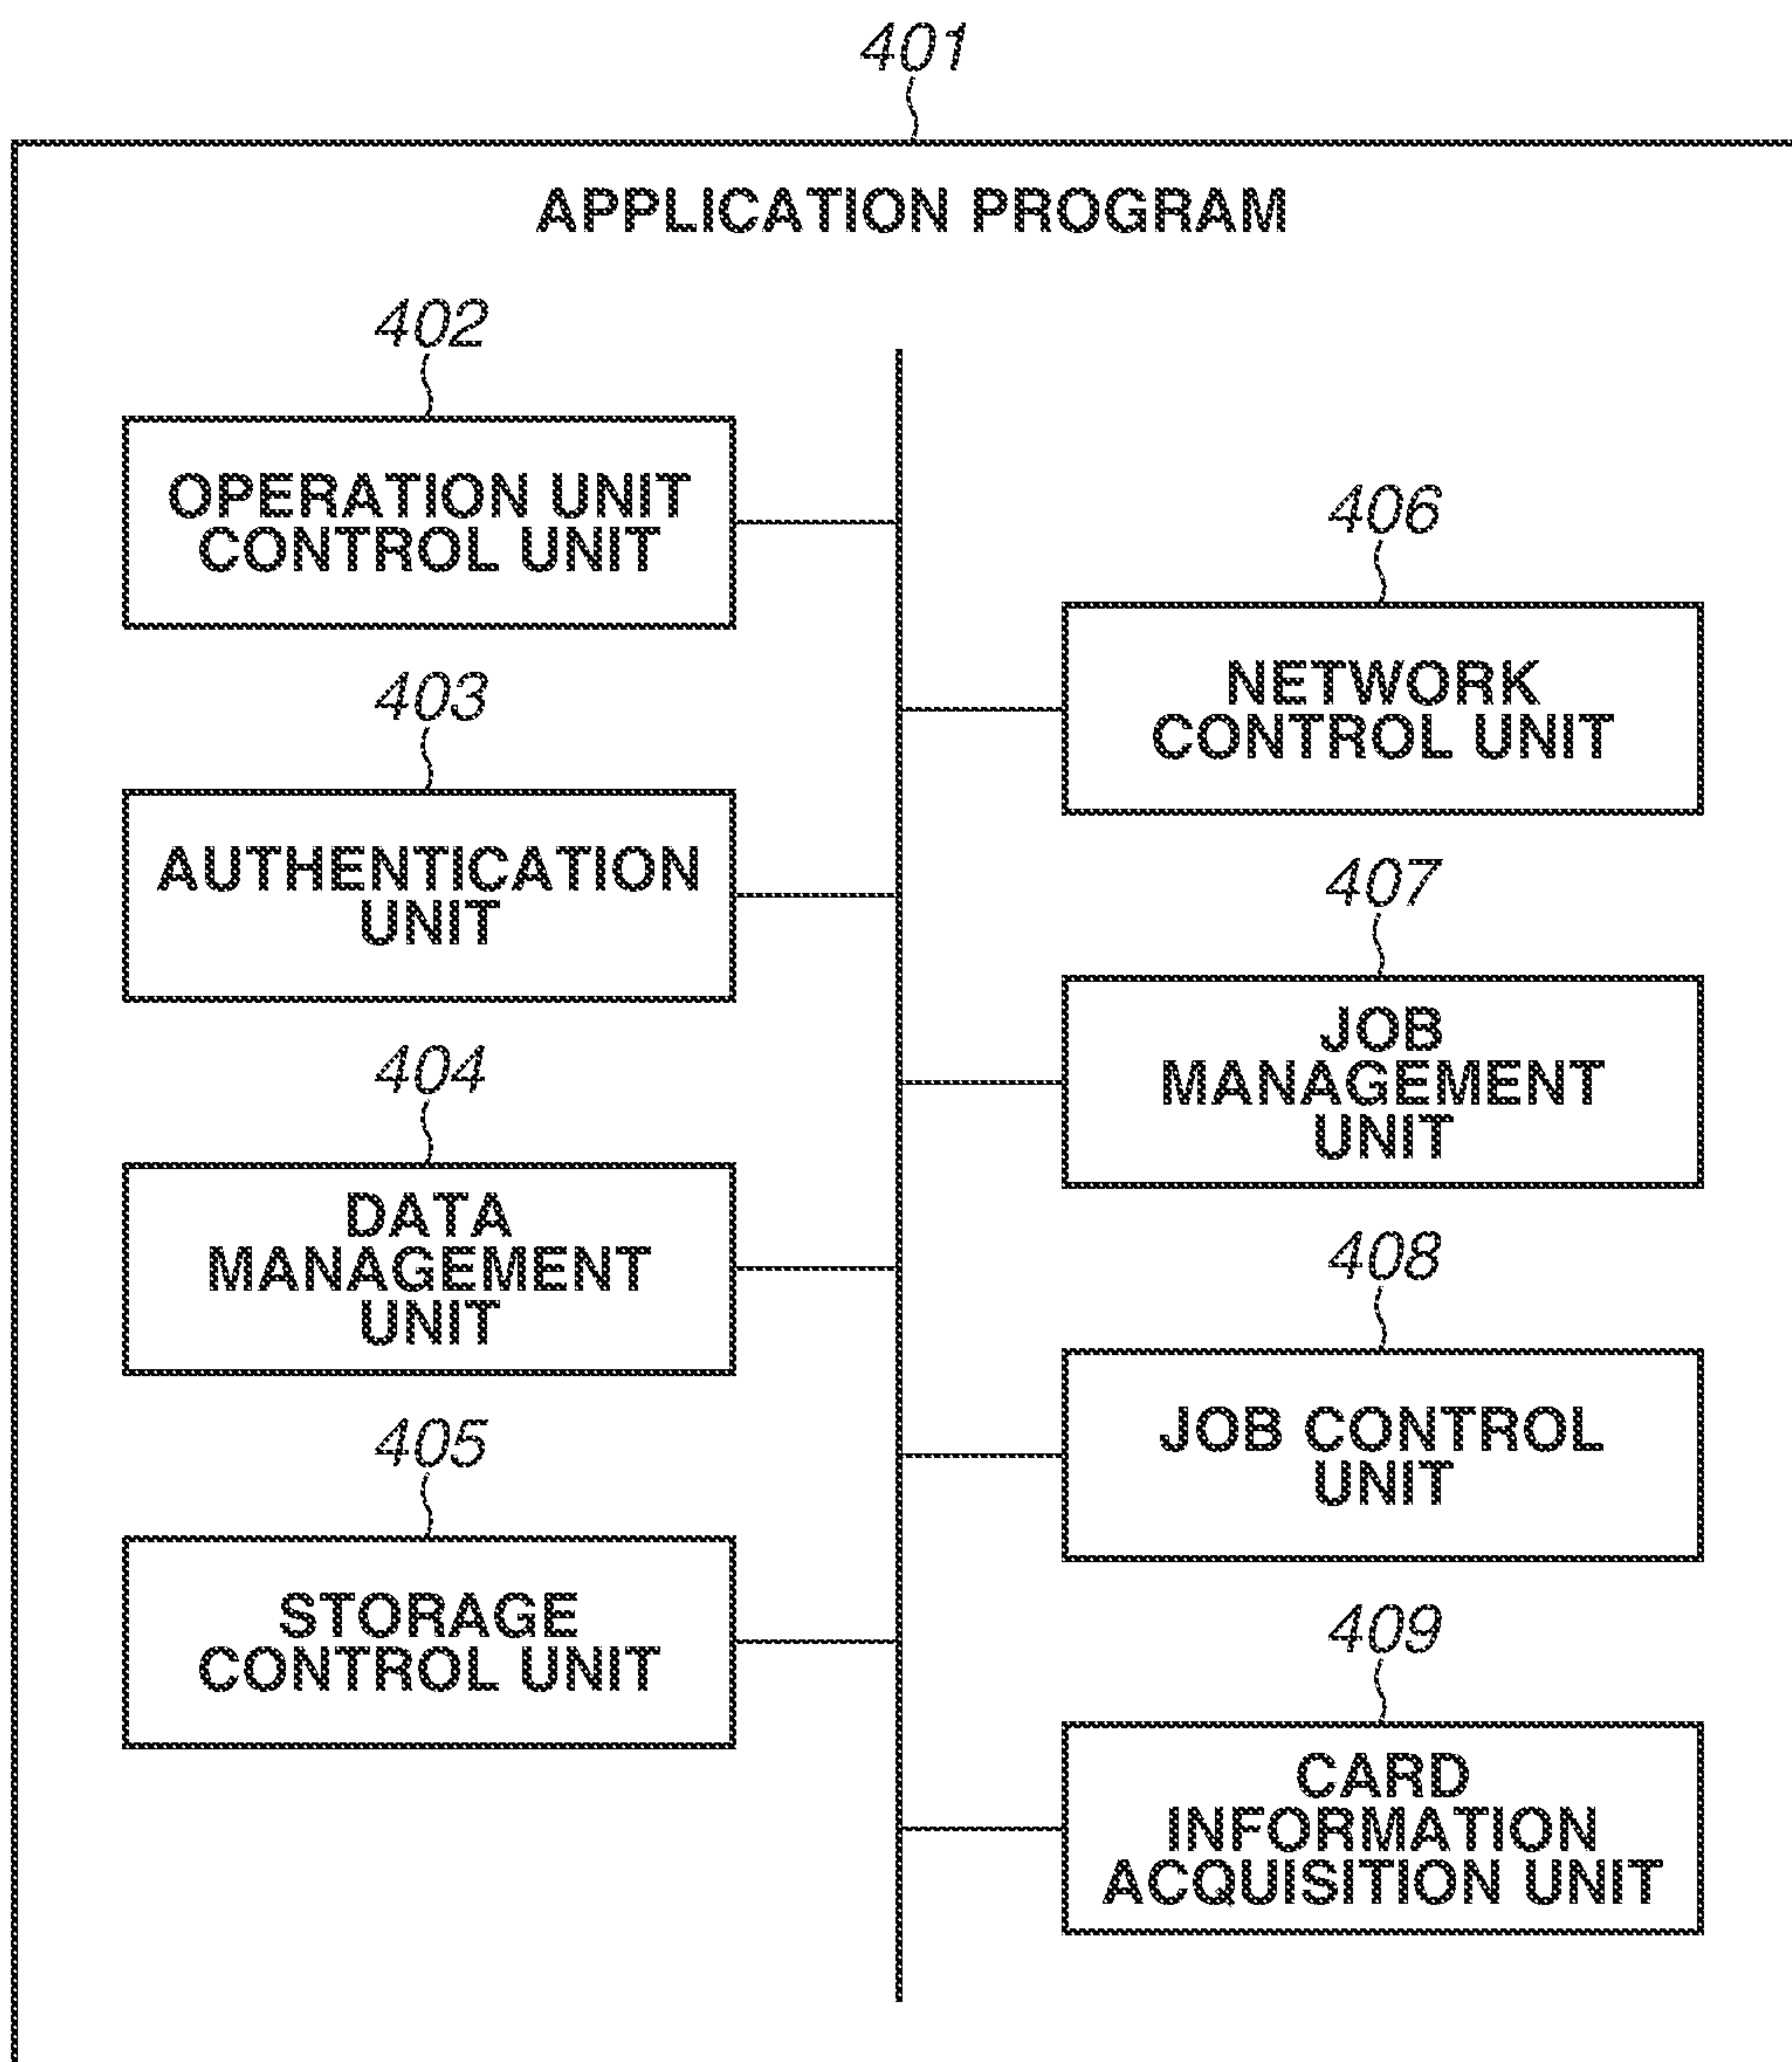 401
APPLICATION PROGRAM
402
OPERATION UNIT
CONTROL UNIT
403
AUTHENTICATION
UNIT
404
DATA
MANAGEMENT
UNIT
405
STORAGE
CONTROL UNIT
406
NETWORK
CONTROL UNIT
407
JOB
MANAGEMENT
UNIT
408
JOB CONTROL
UNIT
409
CARD
INFORMATION
ACQUISITION UNIT